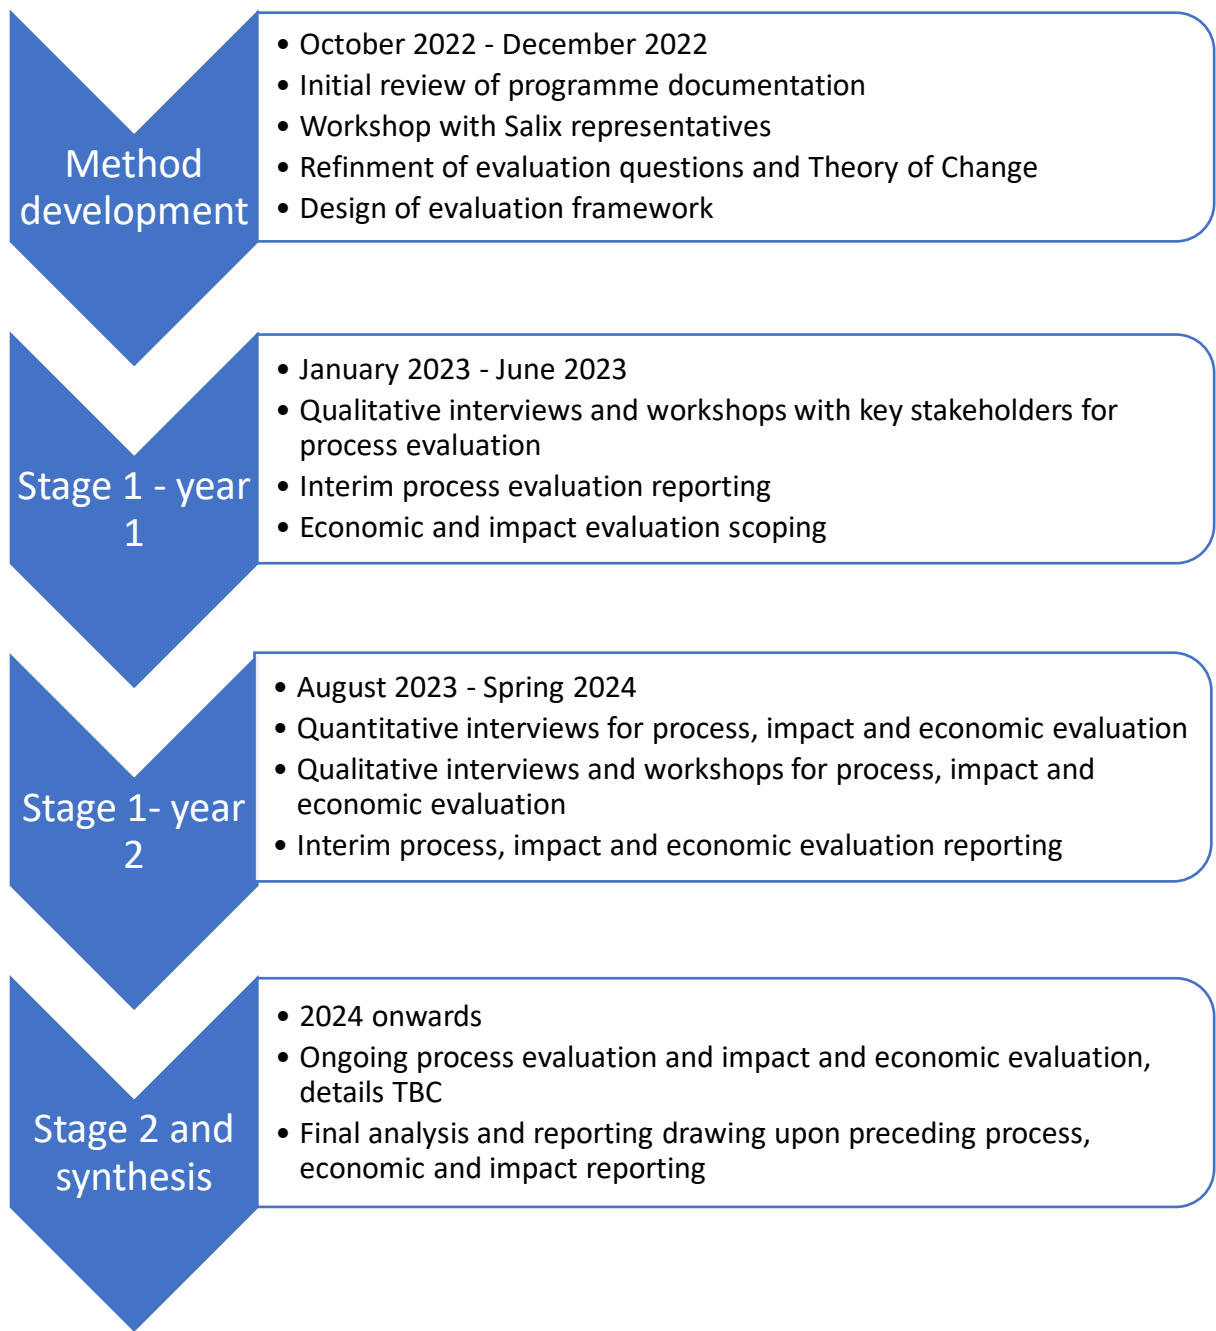 Method
development
• October 2022 - December 2022
• Initial review of programme documentation
• Workshop with Salix representatives
• Refinment of evaluation questions and Theory of Change
• Design of evaluation framework
Stage 1 - year
1
• January 2023 - June 2023
• Qualitative interviews and workshops with key stakeholders for
process evaluation
• Interim process evaluation reporting
• Economic and impact evaluation scoping
Stage 1- year
2
• August 2023 - Spring 2024
• Quantitative interviews for process, impact and economic evaluation
• Qualitative interviews and workshops for process, impact and
economic evaluation
• Interim process, impact and economic evaluation reporting
Stage 2 and
synthesis
• 2024 onwards
• Ongoing process evaluation and impact and economic evaluation,
details TBC
• Final analysis and reporting drawing upon preceding process,
economic and impact reporting